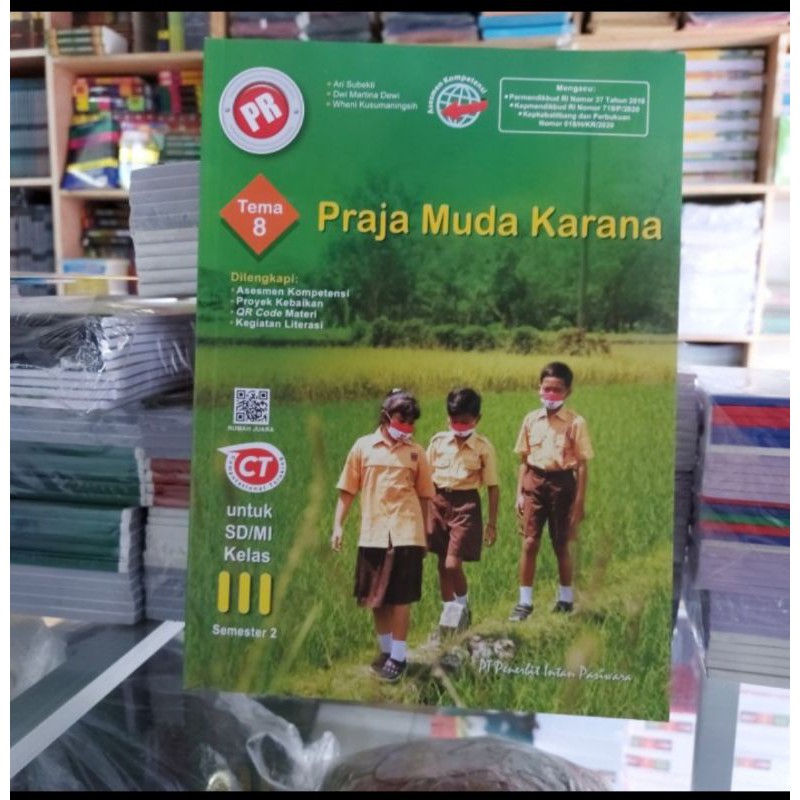 PR
• Ari Subekti
• Dwi Martina Dewi
• Wheni Kusumaningsih
Asesmen Kompetensi
Mengacu:
• Permendikbud RI Nomor 37 Tahun 2018
• Kepmendikbud RI Nomor 719/P/2020
• Kepkabalitbang dan Perbukuan
Nomor 018/H/KR/2020
Tema
8
Praja Muda Karana
Dilengkapi:
• Asesmen Kompetensi
• Proyek Kebaikan
• QR Code Materi
• Kegiatan Literasi
RUMAH JUARA
CT
untuk
SD/MI
Kelas
III
Semester 2
PT Penerbit Intan Pariwara